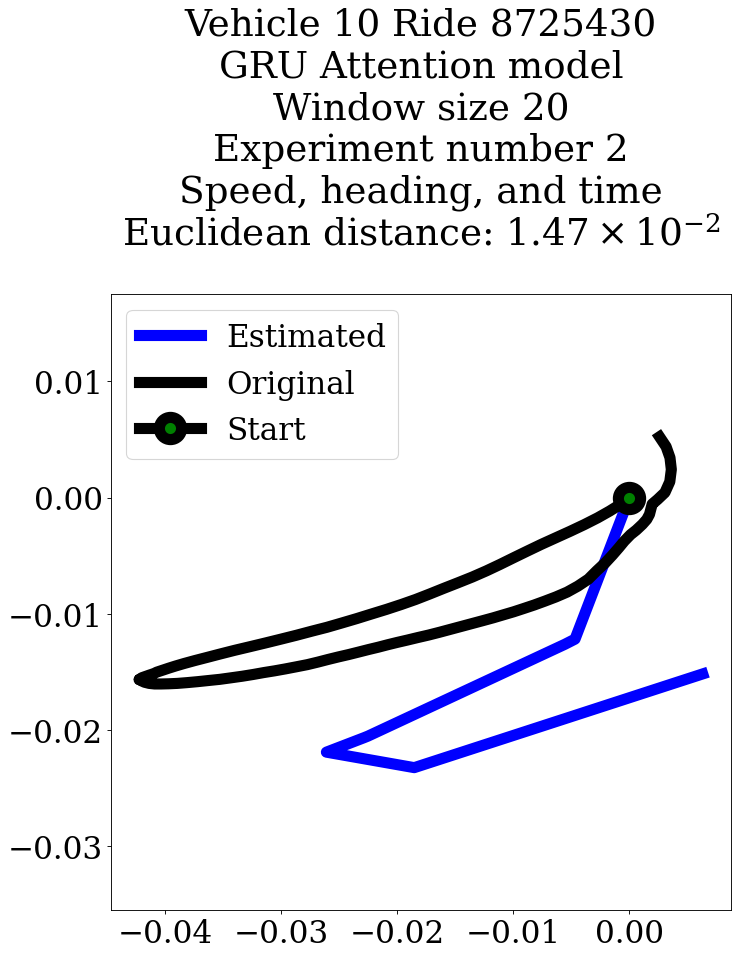 Vehicle 10 Ride 8725430
GRU Attention model
Window size 20
Experiment number 2
Speed, heading, and time
Euclidean distance: 1.47 × 10⁻²
Estimated
Original
Start
0.01
0.00
−0.01
−0.02
−0.03
−0.04 −0.03 −0.02 −0.01 0.00